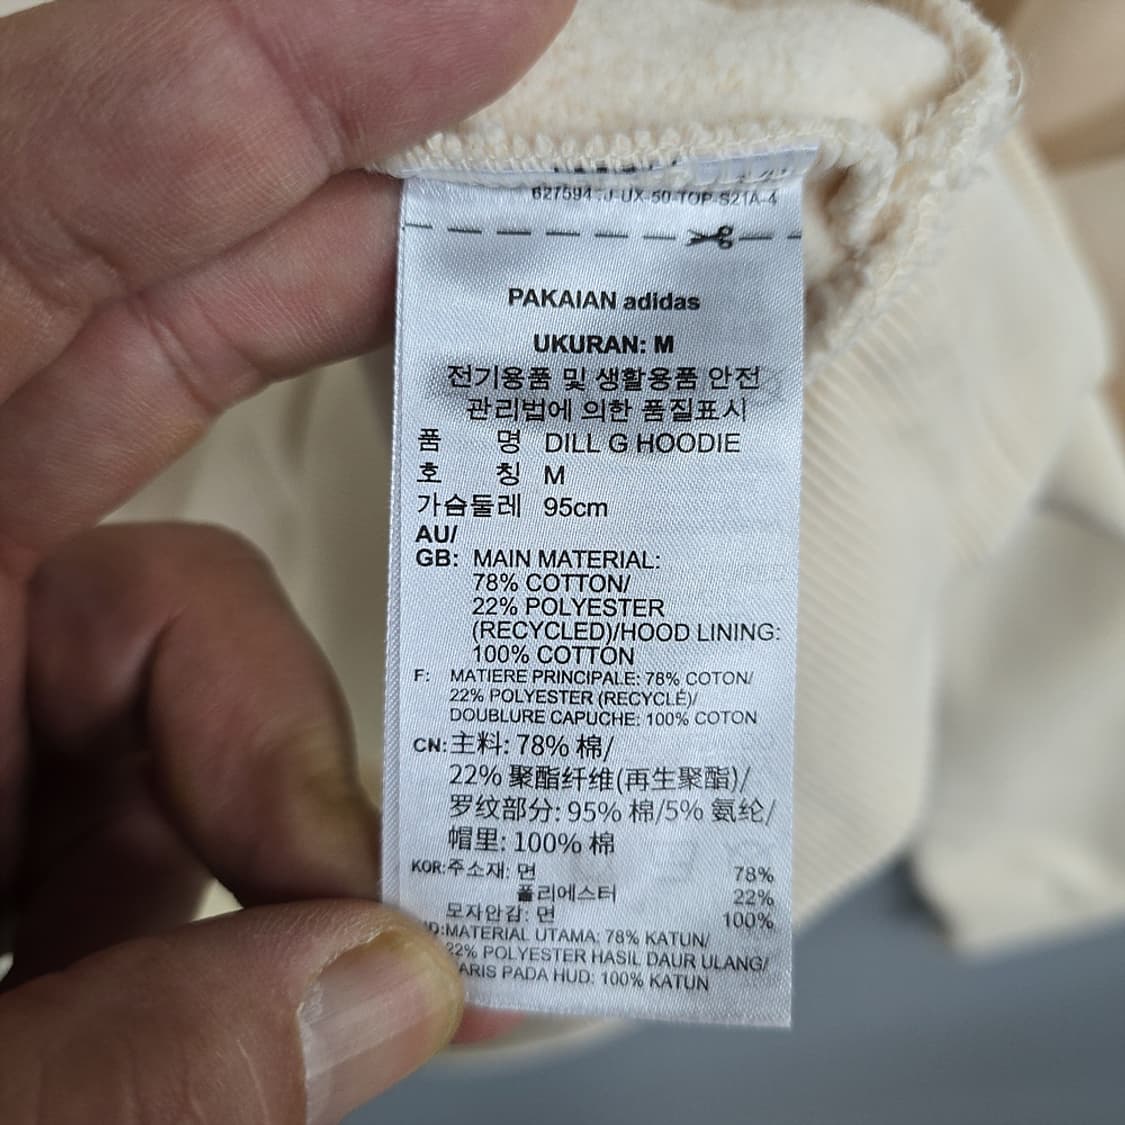 627594 J-UX-50-TOP-S21A-4
PAKAIAN adidas
UKURAN: M
전기용품 및 생활용품 안전
관리법에 의한 품질표시
품 명 DILL G HOODIE
호 칭 M
가슴둘레 95cm
AU/
GB: MAIN MATERIAL:
78% COTTON/
22% POLYESTER
(RECYCLED)/HOOD LINING:
100% COTTON
F: MATIERE PRINCIPALE: 78% COTON/
22% POLYESTER (RECYCLÉ)/
DOUBLURE CAPUCHE: 100% COTON
CN: 主料: 78% 棉/
22% 聚酯纤维(再生聚酯)/
罗纹部分: 95% 棉/5% 氨纶/
帽里: 100% 棉
KOR: 주소재: 면 78%
폴리에스터 22%
모자안감: 면 100%
D: MATERIAL UTAMA: 78% KATUN/
22% POLYESTER HASIL DAUR ULANG/
ARIS PADA HUD: 100% KATUN